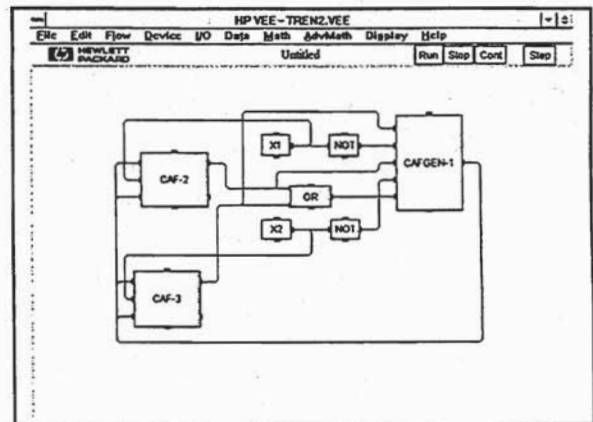 HP VEE-TREN2.VEE
File Edit Flow Device I/O Data Math AdvMath Display Help
HEWLETT
PACKARD
Untitled
Run Stop Cont Step
X1 NOT
CAFGEN-1
CAF-2
OR
X2 NOT
CAF-3